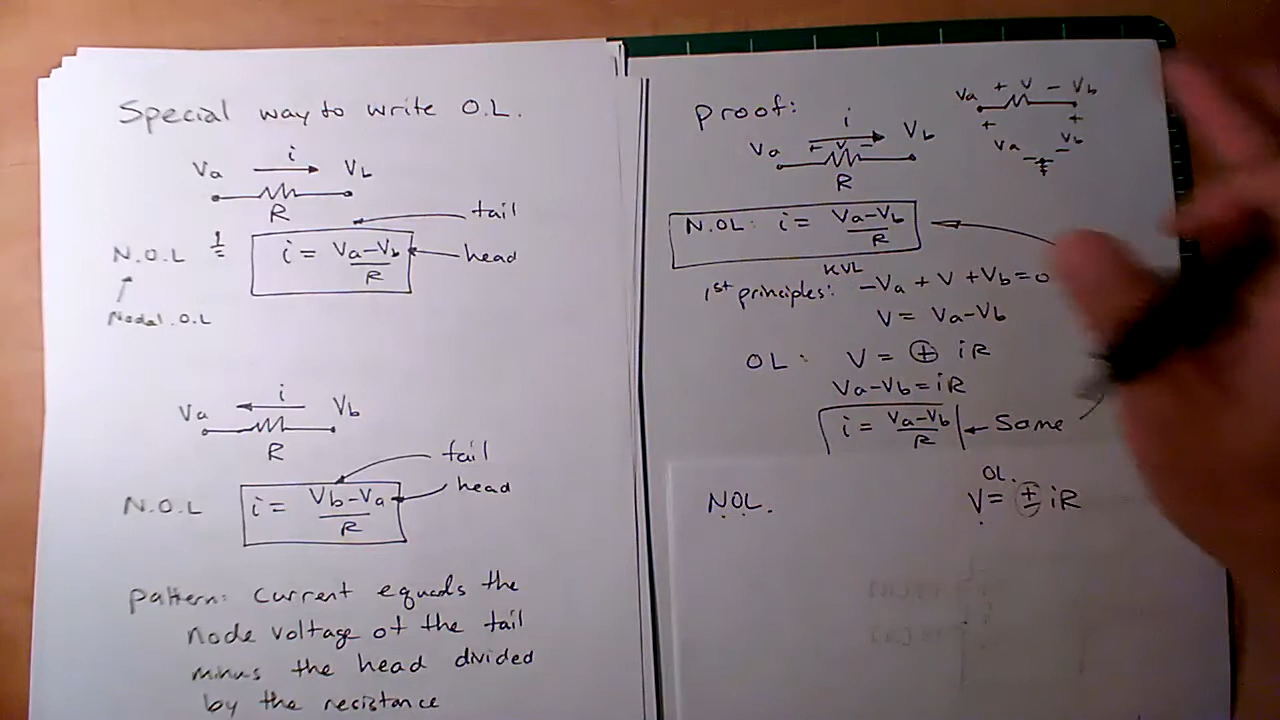 Special way to write O.L.
Va i VL
R
tail
N.O.L i = Va-Vb head
R
Nodal O.L
Va i Vb
R
tail
N.O.L i = Vb-Va head
R
pattern: current equals the
node voltage of the tail
minus the head divided
by the resistance
proof:
Va + V - Vb
+ +
Va Vb
- -
i
Va + V - Vb
R
N.OL: i = Va-Vb
R
KVL
1st principles: -Va + V + Vb = 0
V = Va-Vb
OL: V = + iR
Va-Vb = iR
i = Va-Vb Same
R
OL.
NOL. V = ± iR